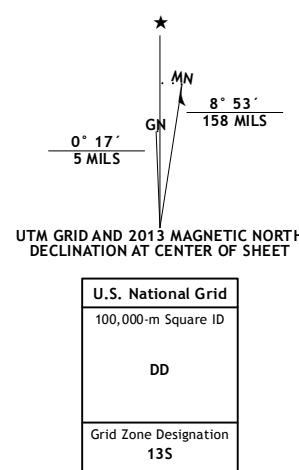 ★
MN
GN
8° 53´
158 MILS
0° 17´
5 MILS
UTM GRID AND 2013 MAGNETIC NORTH
DECLINATION AT CENTER OF SHEET
U.S. National Grid
100,000-m Square ID
DD
Grid Zone Designation
13S